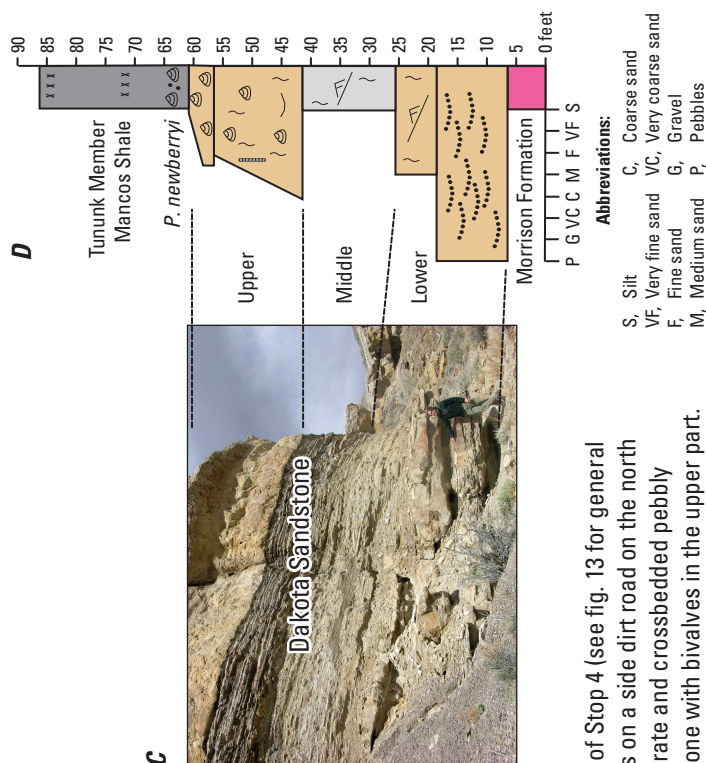 C
Dakota Sandstone
D
90
85
80
75
70
65
60
55
50
45
40
35
30
25
20
15
10
5
0 feet
Tununk Member
Mancos Shale
P. newberryi
Upper
Middle
Lower
Morrison Formation
x x x
x x x
F
F
P G VC C M F VF S
Abbreviations:
S, Silt
VF, Very fine sand
F, Fine sand
M, Medium sand
C, Coarse sand
VC, Very coarse sand
G, Gravel
P, Pebbles
of Stop 4 (see fig. 13 for general
s on a side dirt road on the north
rate and crossbedded pebbly
one with bivalves in the upper part.